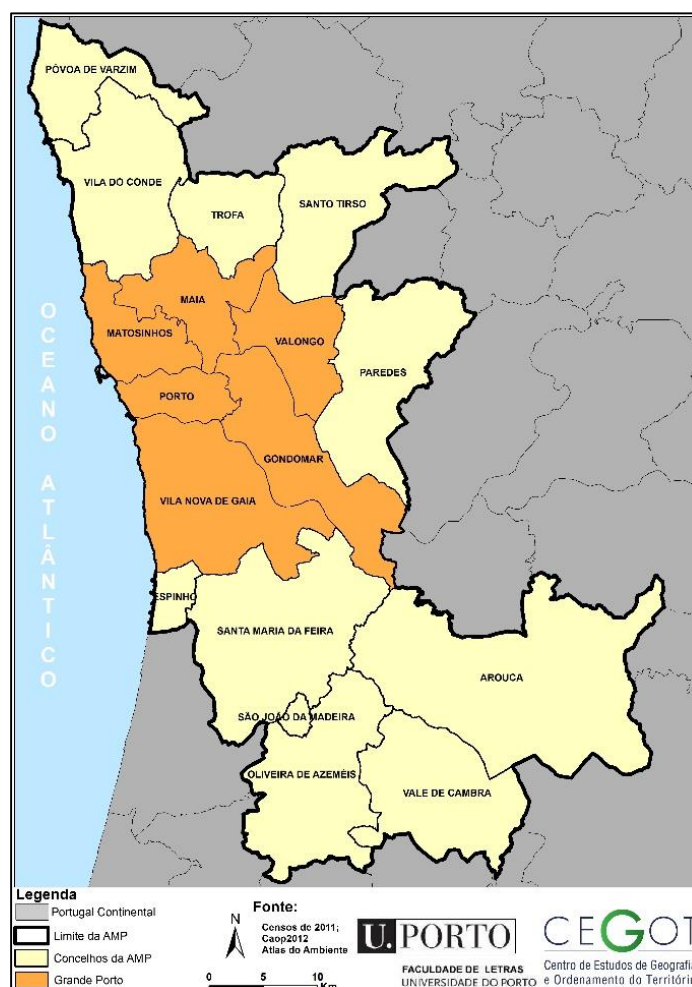 PÓVOA DE VARZIM
VILA DO CONDE
TROFA
SANTO TIRSO
MAIA
MATOSINHOS
VALONGO
PAREDES
PORTO
GONDOMAR
VILA NOVA DE GAIA
OCEANO ATLÂNTICO
ESPINHO
SANTA MARIA DA FEIRA
AROUCA
SÃO JOÃO DA MADEIRA
OLIVEIRA DE AZEMÉIS
VALE DE CAMBRA
Legenda
Portugal Continental
Limite da AMP
Concelhos da AMP
Grande Porto
N
0 5 10
Km
Fonte:
Censos de 2011;
Caop2012
Atlas do Ambiente
U. PORTO
FACULDADE DE LETRAS
UNIVERSIDADE DO PORTO
CEGOT
Centro de Estudos de Geografia
e Ordenamento do Território